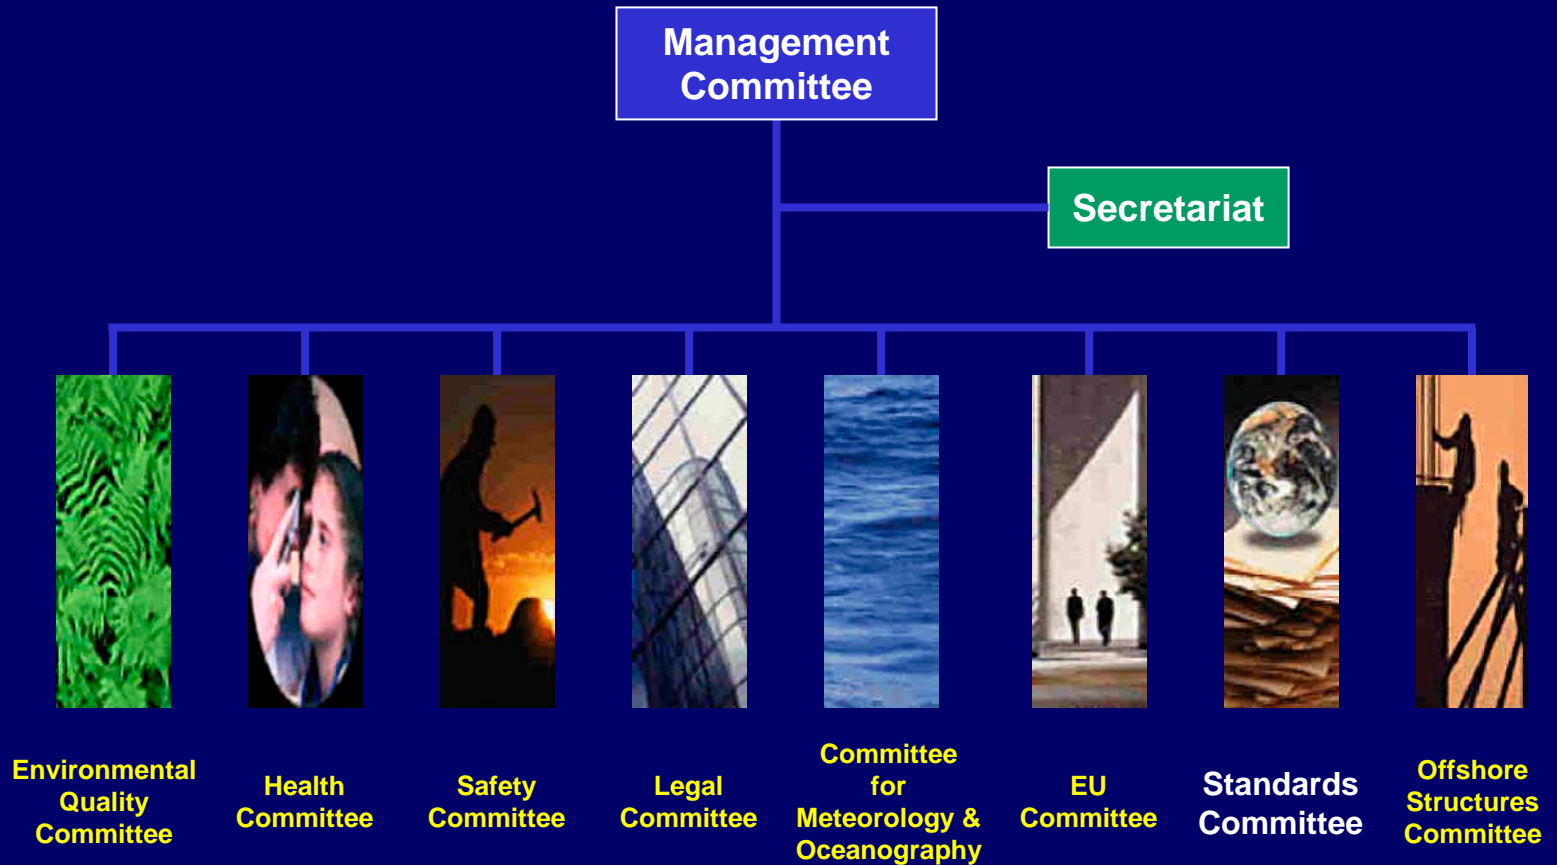 Management
Committee
Secretariat
Environmental
Quality
Committee
Health
Committee
Safety
Committee
Legal
Committee
Committee
for
Meteorology &
Oceanography
EU
Committee
Standards
Committee
Offshore
Structures
Committee